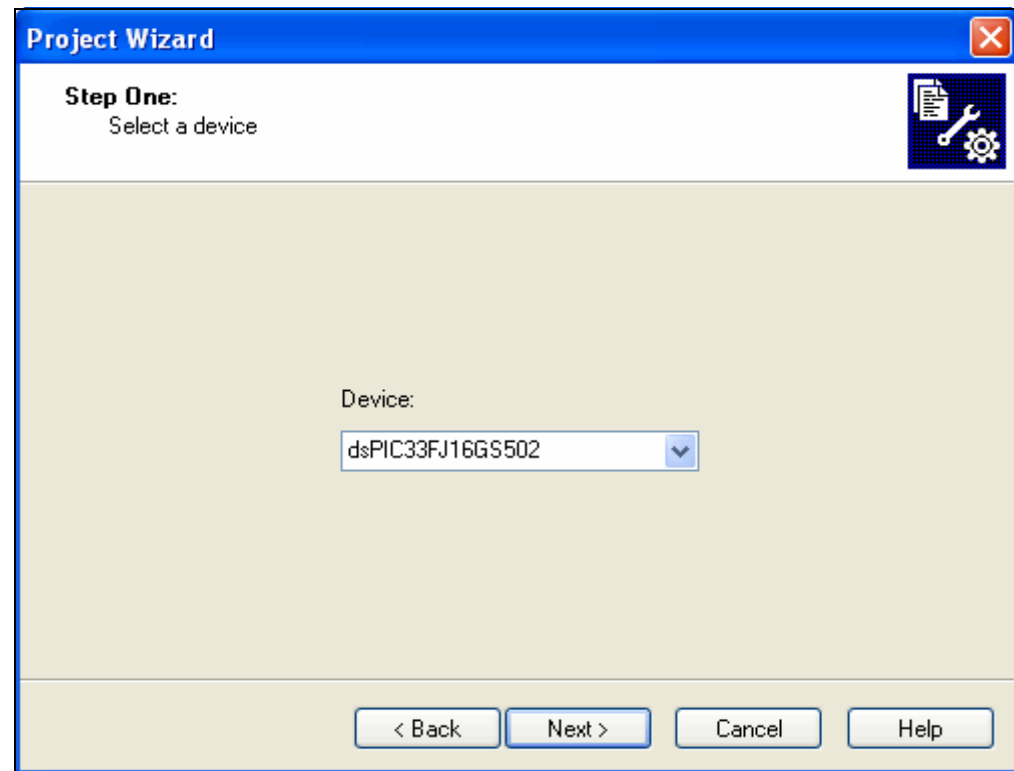 Project Wizard
Step One:
Select a device
Device:
dsPIC33FJ16GS502
< Back
Next >
Cancel
Help